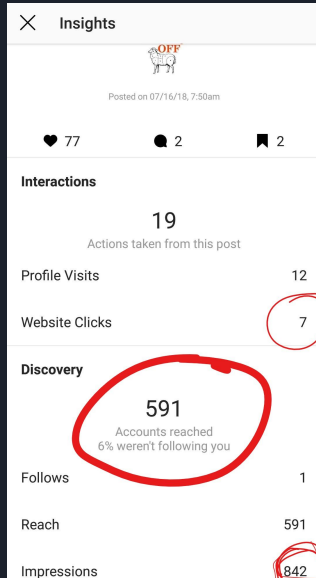 Insights
OFF
Posted on 07/16/18, 7:50am
77 2 2
Interactions
19
Actions taken from this post
Profile Visits 12
Website Clicks 7
Discovery
591
Accounts reached
6% weren't following you
Follows 1
Reach 591
Impressions 842